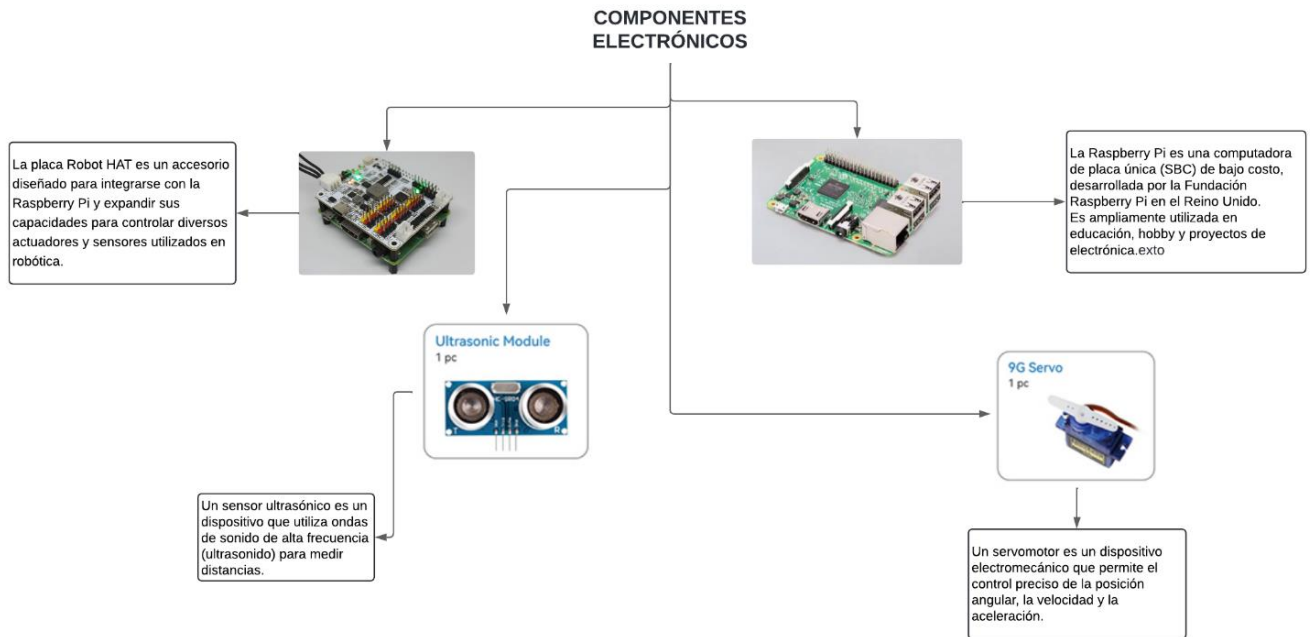 COMPONENTES
ELECTRÓNICOS
La placa Robot HAT es un accesorio
diseñado para integrarse con la
Raspberry Pi y expandir sus
capacidades para controlar diversos
actuadores y sensores utilizados en
robótica.
La Raspberry Pi es una computadora
de placa única (SBC) de bajo costo,
desarrollada por la Fundación
Raspberry Pi en el Reino Unido.
Es ampliamente utilizada en
educación, hobby y proyectos de
electrónica.exto
Ultrasonic Module
1 pc
HC-SR04
T
R
9G Servo
1 pc
Un sensor ultrasónico es un
dispositivo que utiliza ondas
de sonido de alta frecuencia
(ultrasonido) para medir
distancias.
Un servomotor es un dispositivo
electromecánico que permite el
control preciso de la posición
angular, la velocidad y la
aceleración.